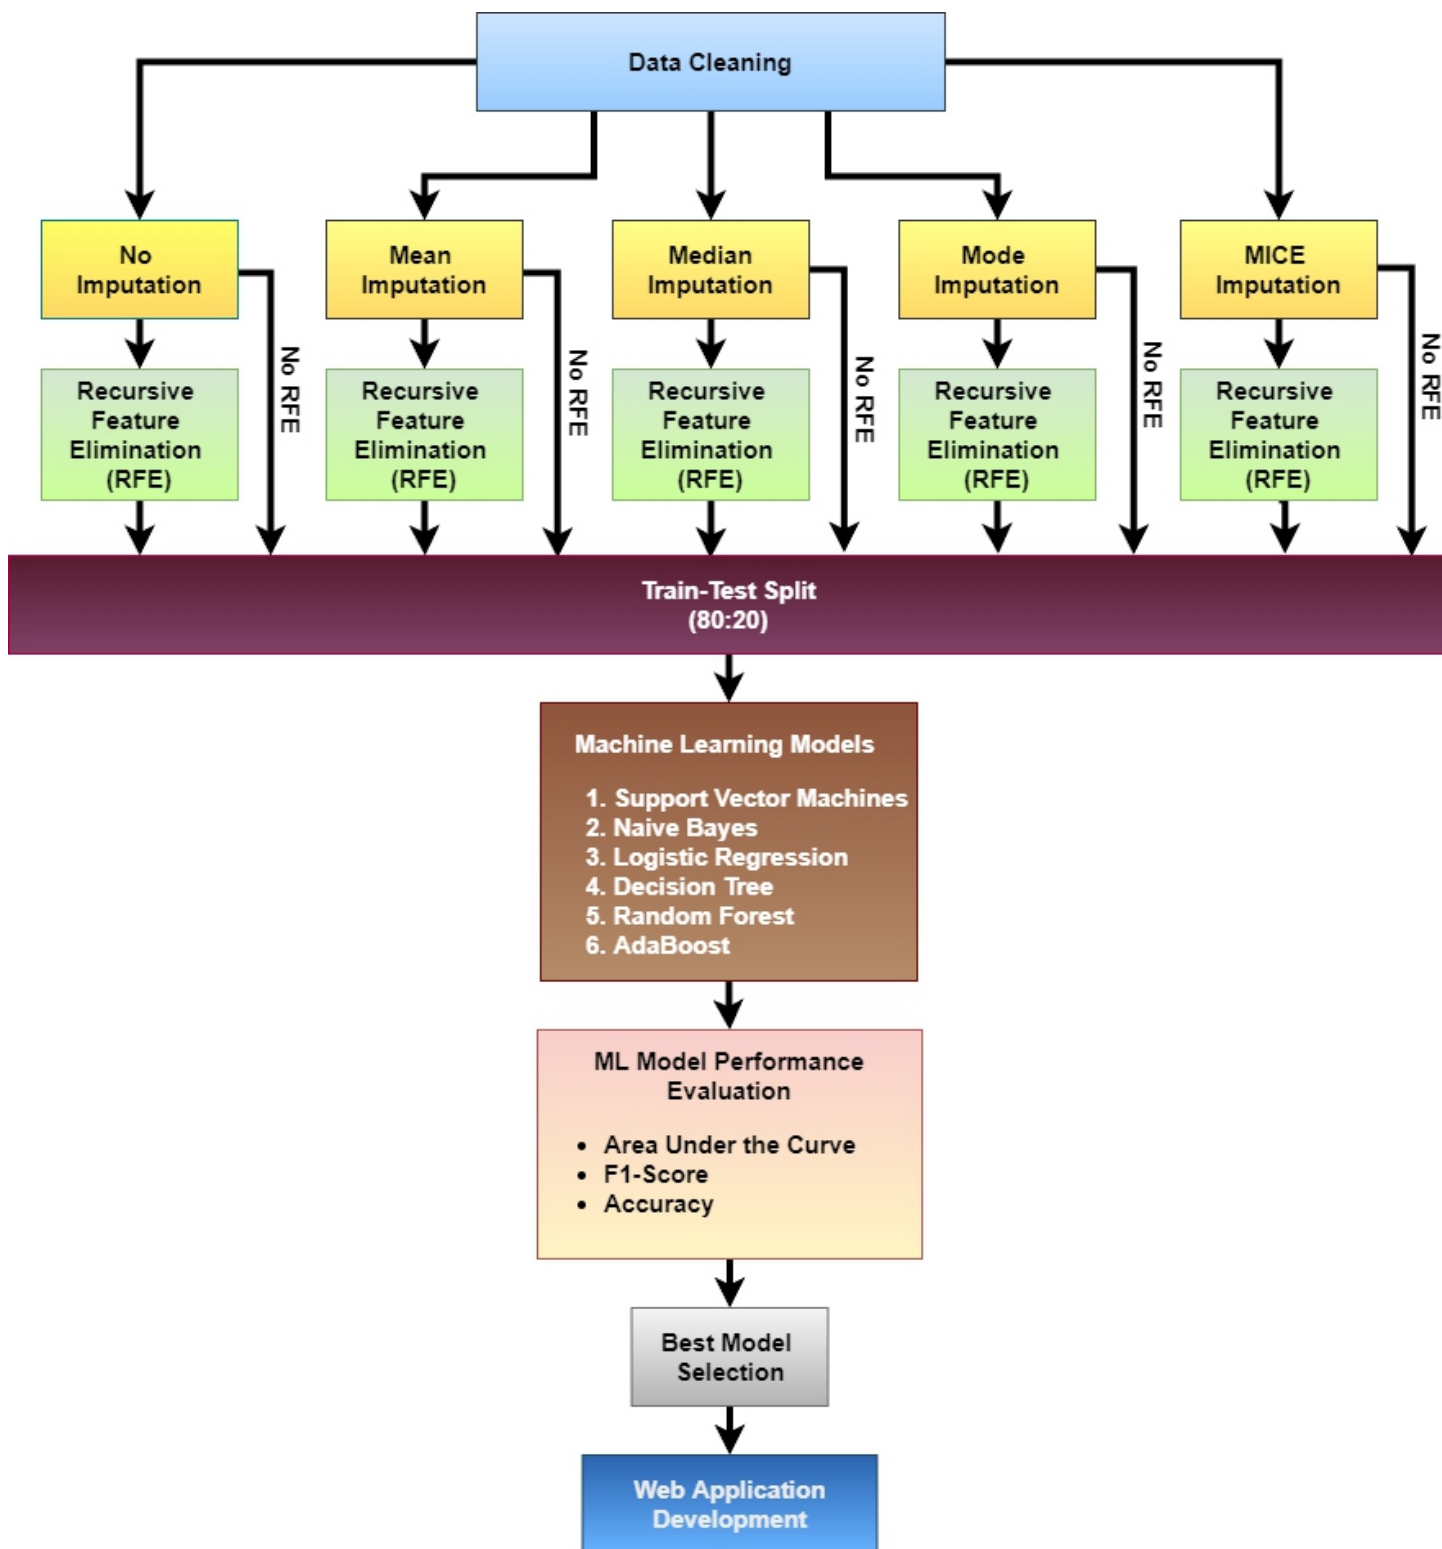 Data Cleaning
No
Imputation
Mean
Imputation
Median
Imputation
Mode
Imputation
MICE
Imputation
No RFE
No RFE
No RFE
No RFE
No RFE
Recursive
Feature
Elimination
(RFE)
Recursive
Feature
Elimination
(RFE)
Recursive
Feature
Elimination
(RFE)
Recursive
Feature
Elimination
(RFE)
Recursive
Feature
Elimination
(RFE)
Train-Test Split
(80:20)
Machine Learning Models
1. Support Vector Machines
2. Naive Bayes
3. Logistic Regression
4. Decision Tree
5. Random Forest
6. AdaBoost
ML Model Performance
Evaluation
• Area Under the Curve
• F1-Score
• Accuracy
Best Model
Selection
Web Application
Development